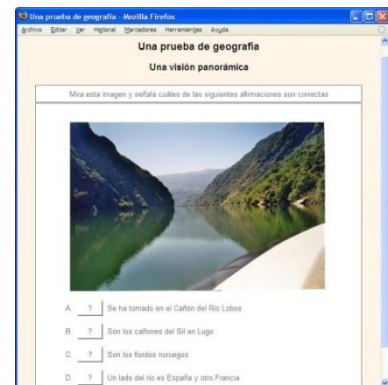 Una prueba de geografía - Mozilla Firefox
Archivo Editar Ver Historial Marcadores Herramientas Ayuda
Una prueba de geografía
Una visión panorámica
Mira esta imagen y señala cuáles de las siguientes afirmaciones son correctas
A. ? Se ha tomado en el Cañón del Río Lobos
B. ? Son los cañones del Sil en Lugo
C. ? Son los fiordos noruegos
D. ? Un lado del río es España y otro Francia